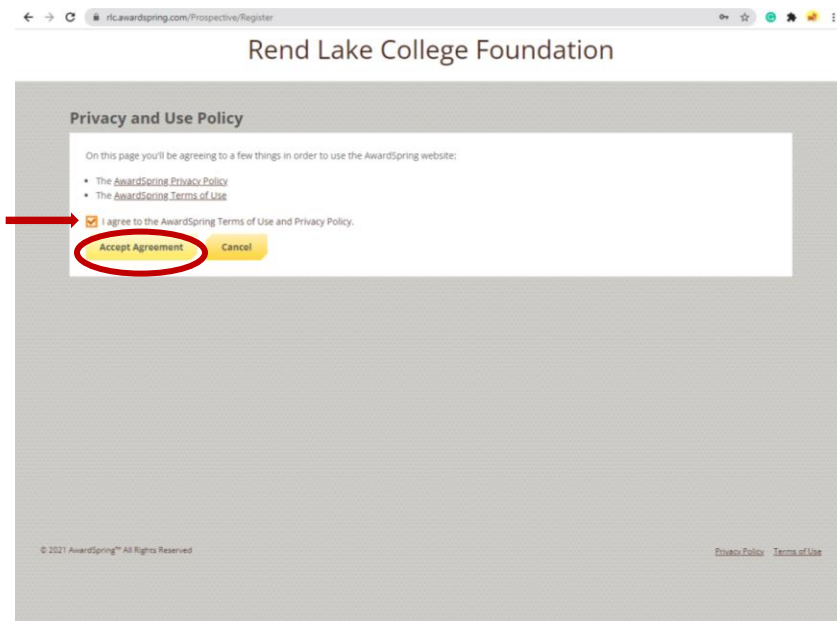 rlc.awardspring.com/Prospective/Register
Rend Lake College Foundation
Privacy and Use Policy
On this page you'll be agreeing to a few things in order to use the AwardSpring website:
• The AwardSpring Privacy Policy
• The AwardSpring Terms of Use
I agree to the AwardSpring Terms of Use and Privacy Policy.
Accept Agreement Cancel
© 2021 AwardSpring™ All Rights Reserved Privacy Policy Terms of Use